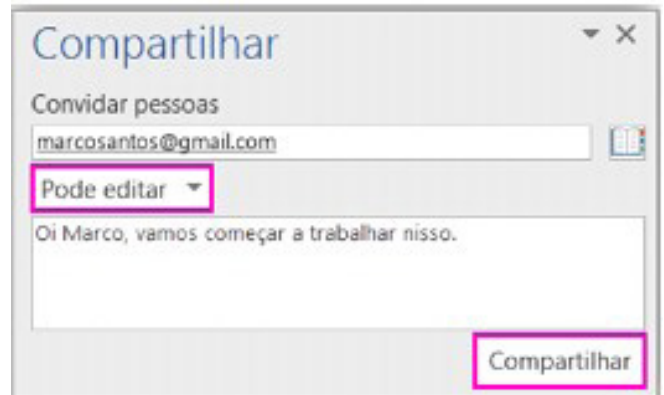 Compartilhar
Convidar pessoas
marcosantos@gmail.com
Pode editar
Oi Marco, vamos começar a trabalhar nisso.
Compartilhar